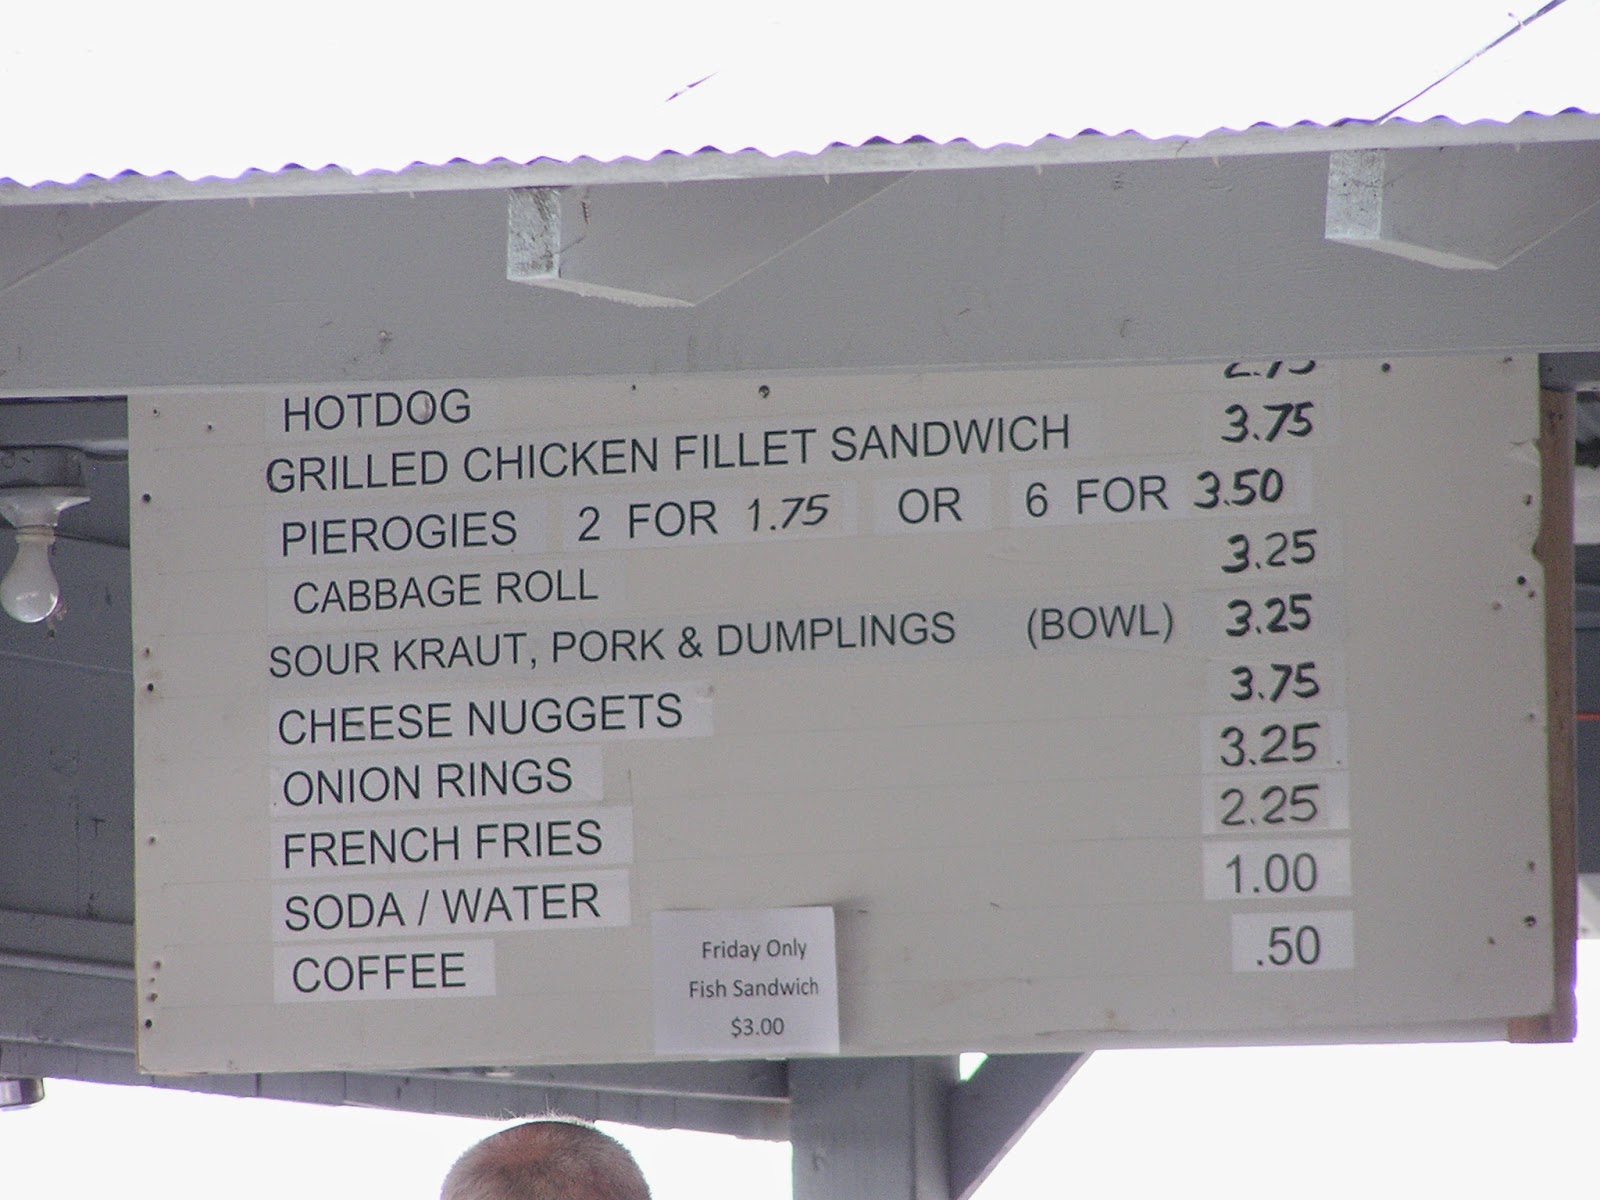 HOTDOG 2.75
GRILLED CHICKEN FILLET SANDWICH 3.75
PIEROGIES 2 FOR 1.75 OR 6 FOR 3.50
CABBAGE ROLL 3.25
SOUR KRAUT, PORK & DUMPLINGS (BOWL) 3.25
CHEESE NUGGETS 3.75
ONION RINGS 3.25
FRENCH FRIES 2.25
SODA / WATER 1.00
COFFEE .50
Friday Only
Fish Sandwich
$3.00